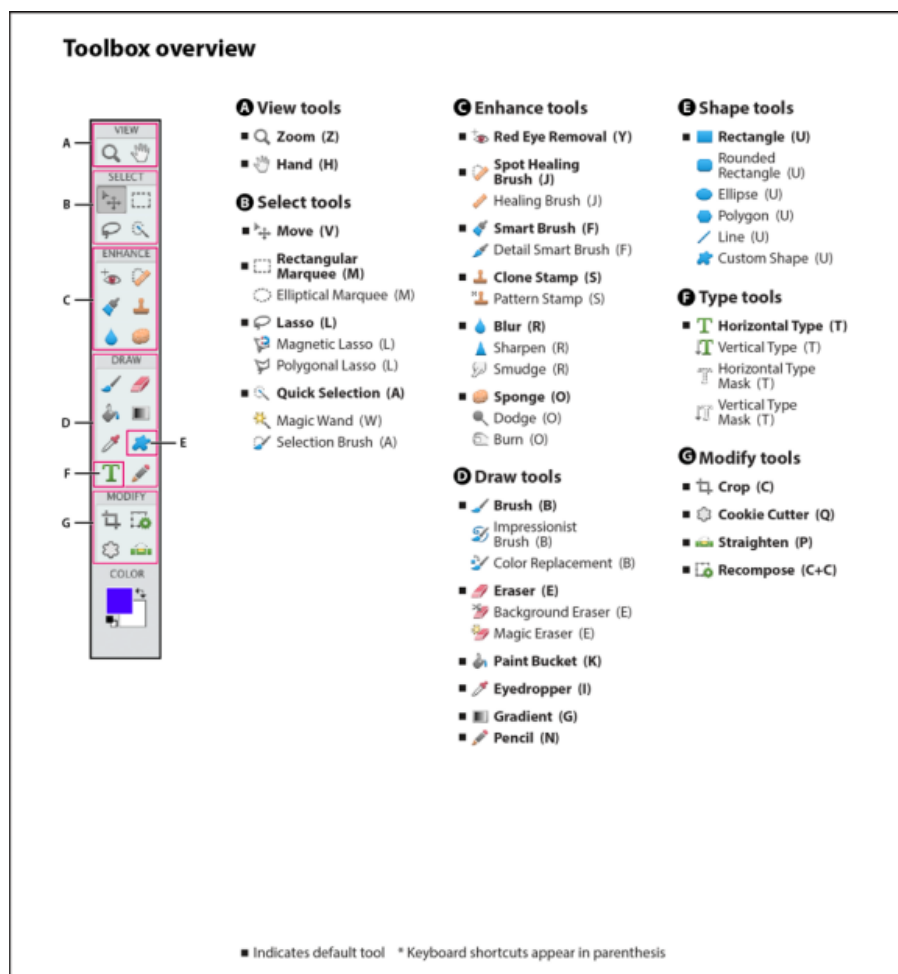 Toolbox overview
VIEW
A
SELECT
B
ENHANCE
C
DRAW
D
E
F
T
MODIFY
G
COLOR
A View tools
Zoom (Z)
Hand (H)
B Select tools
Move (V)
Rectangular
Marquee (M)
Elliptical Marquee (M)
Lasso (L)
Magnetic Lasso (L)
Polygonal Lasso (L)
Quick Selection (A)
Magic Wand (W)
Selection Brush (A)
C Enhance tools
Red Eye Removal (Y)
Spot Healing
Brush (J)
Healing Brush (J)
Smart Brush (F)
Detail Smart Brush (F)
Clone Stamp (S)
Pattern Stamp (S)
Blur (R)
Sharpen (R)
Smudge (R)
Sponge (O)
Dodge (O)
Burn (O)
D Draw tools
Brush (B)
Impressionist
Brush (B)
Color Replacement (B)
Eraser (E)
Background Eraser (E)
Magic Eraser (E)
Paint Bucket (K)
Eyedropper (I)
Gradient (G)
Pencil (N)
E Shape tools
Rectangle (U)
Rounded
Rectangle (U)
Ellipse (U)
Polygon (U)
Line (U)
Custom Shape (U)
F Type tools
T Horizontal Type (T)
T Vertical Type (T)
T Horizontal Type
Mask (T)
T Vertical Type
Mask (T)
G Modify tools
Crop (C)
Cookie Cutter (Q)
Straighten (P)
Recompose (C+C)
■ Indicates default tool * Keyboard shortcuts appear in parenthesis